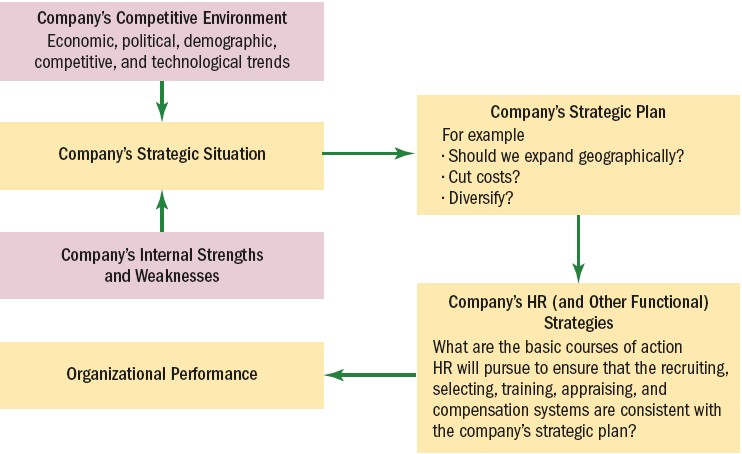 Company's Competitive Environment
Economic, political, demographic,
competitive, and technological trends
Company's Strategic Situation
Company's Internal Strengths
and Weaknesses
Company's Strategic Plan
For example
· Should we expand geographically?
· Cut costs?
· Diversify?
Company's HR (and Other Functional)
Strategies
What are the basic courses of action
HR will pursue to ensure that the recruiting,
selecting, training, appraising, and
compensation systems are consistent with
the company's strategic plan?
Organizational Performance